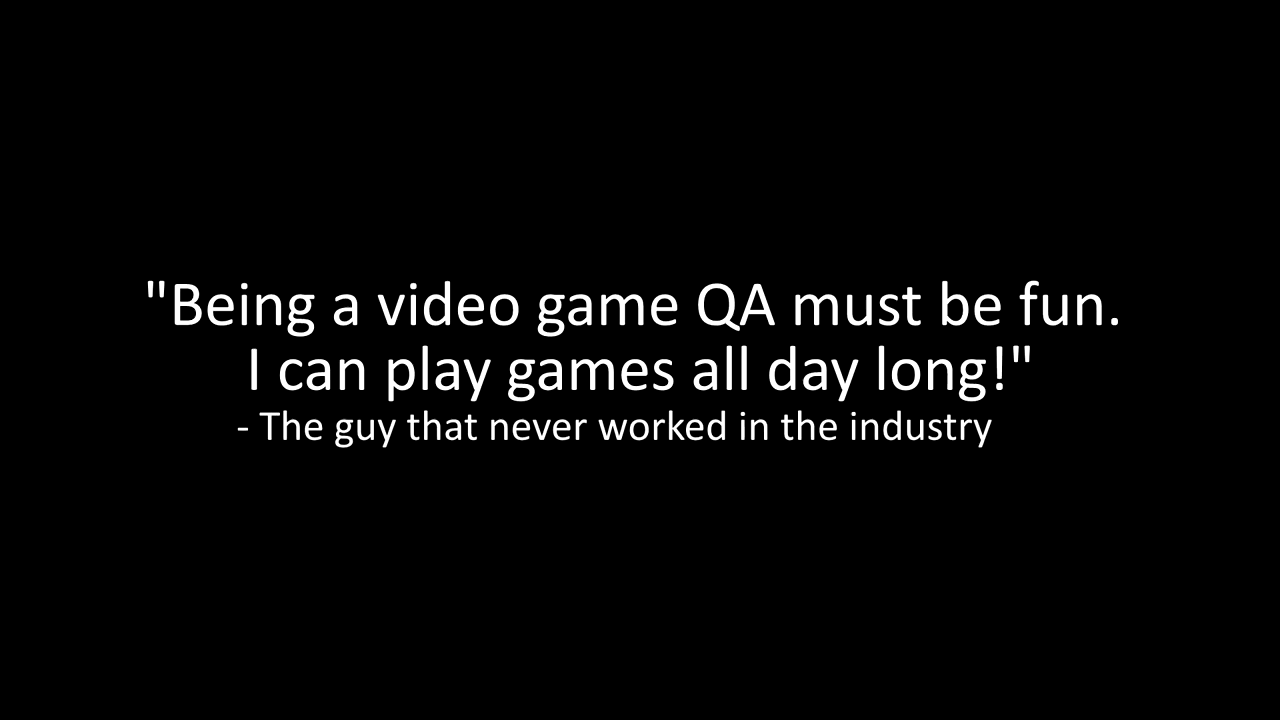 "Being a video game QA must be fun.
I can play games all day long!"
- The guy that never worked in the industry